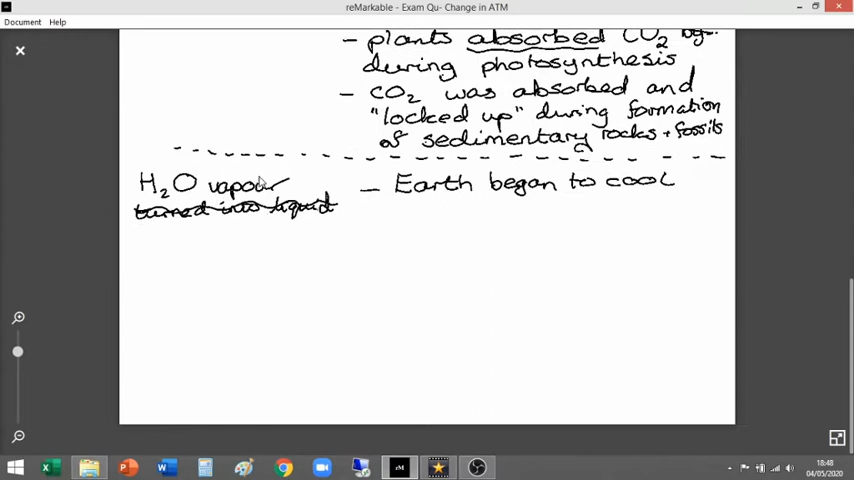 reMarkable - Exam Qu- Change in ATM
Document Help
- plants absorbed CO2
during photosynthesis
- CO2 was absorbed and
"locked up" during formation
of sedimentary rocks + fossils
H2O vapour - Earth began to cool
turned into liquid
18:48
04/05/2020